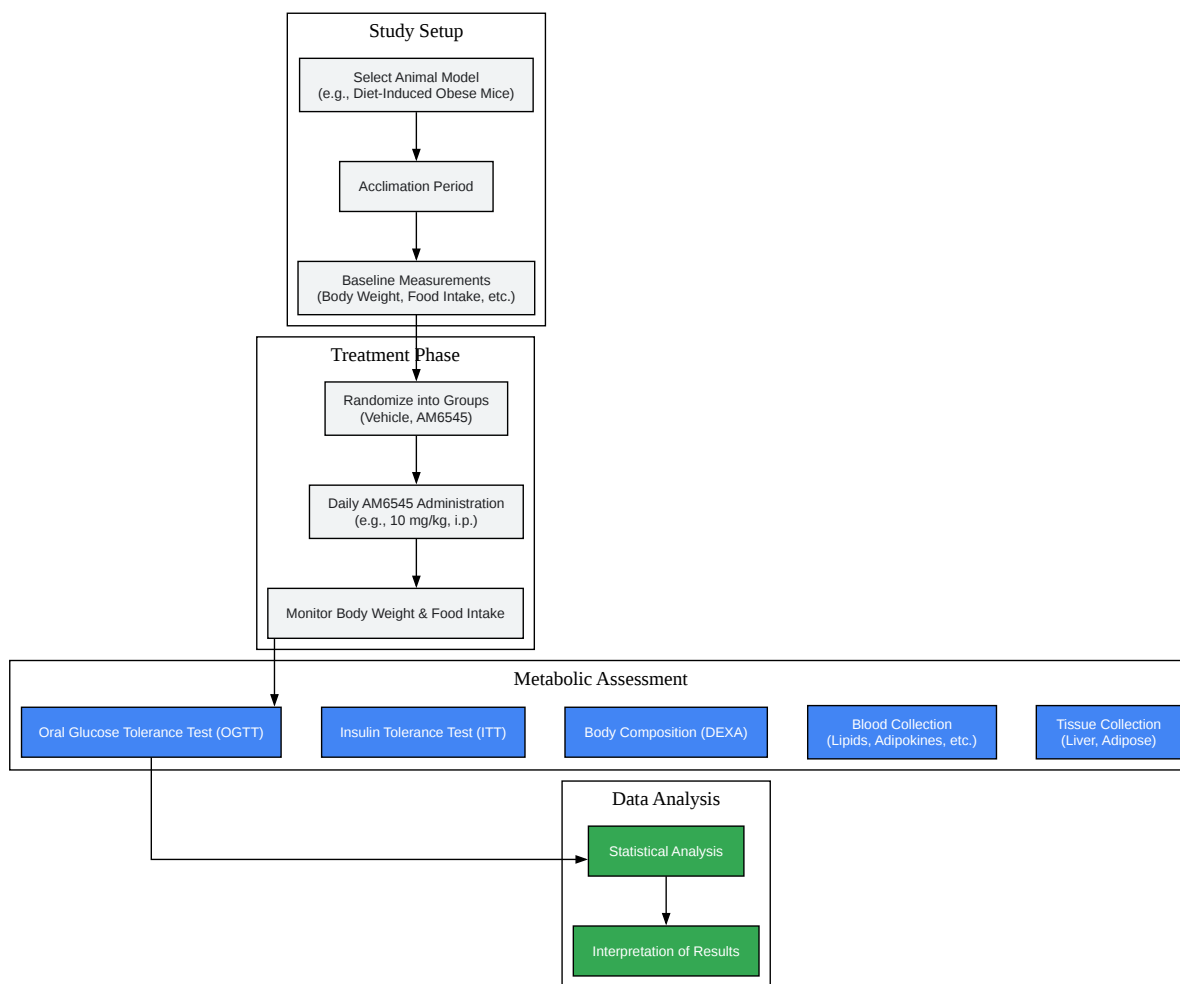 Study Setup
Select Animal Model
(e.g., Diet-Induced Obese Mice)
Acclimation Period
Baseline Measurements
(Body Weight, Food Intake, etc.)
Treatment Phase
Randomize into Groups
(Vehicle, AM6545)
Daily AM6545 Administration
(e.g., 10 mg/kg, i.p.)
Monitor Body Weight & Food Intake
Metabolic Assessment
Oral Glucose Tolerance Test (OGTT)
Insulin Tolerance Test (ITT)
Body Composition (DEXA)
Blood Collection
(Lipids, Adipokines, etc.)
Tissue Collection
(Liver, Adipose)
Data Analysis
Statistical Analysis
Interpretation of Results